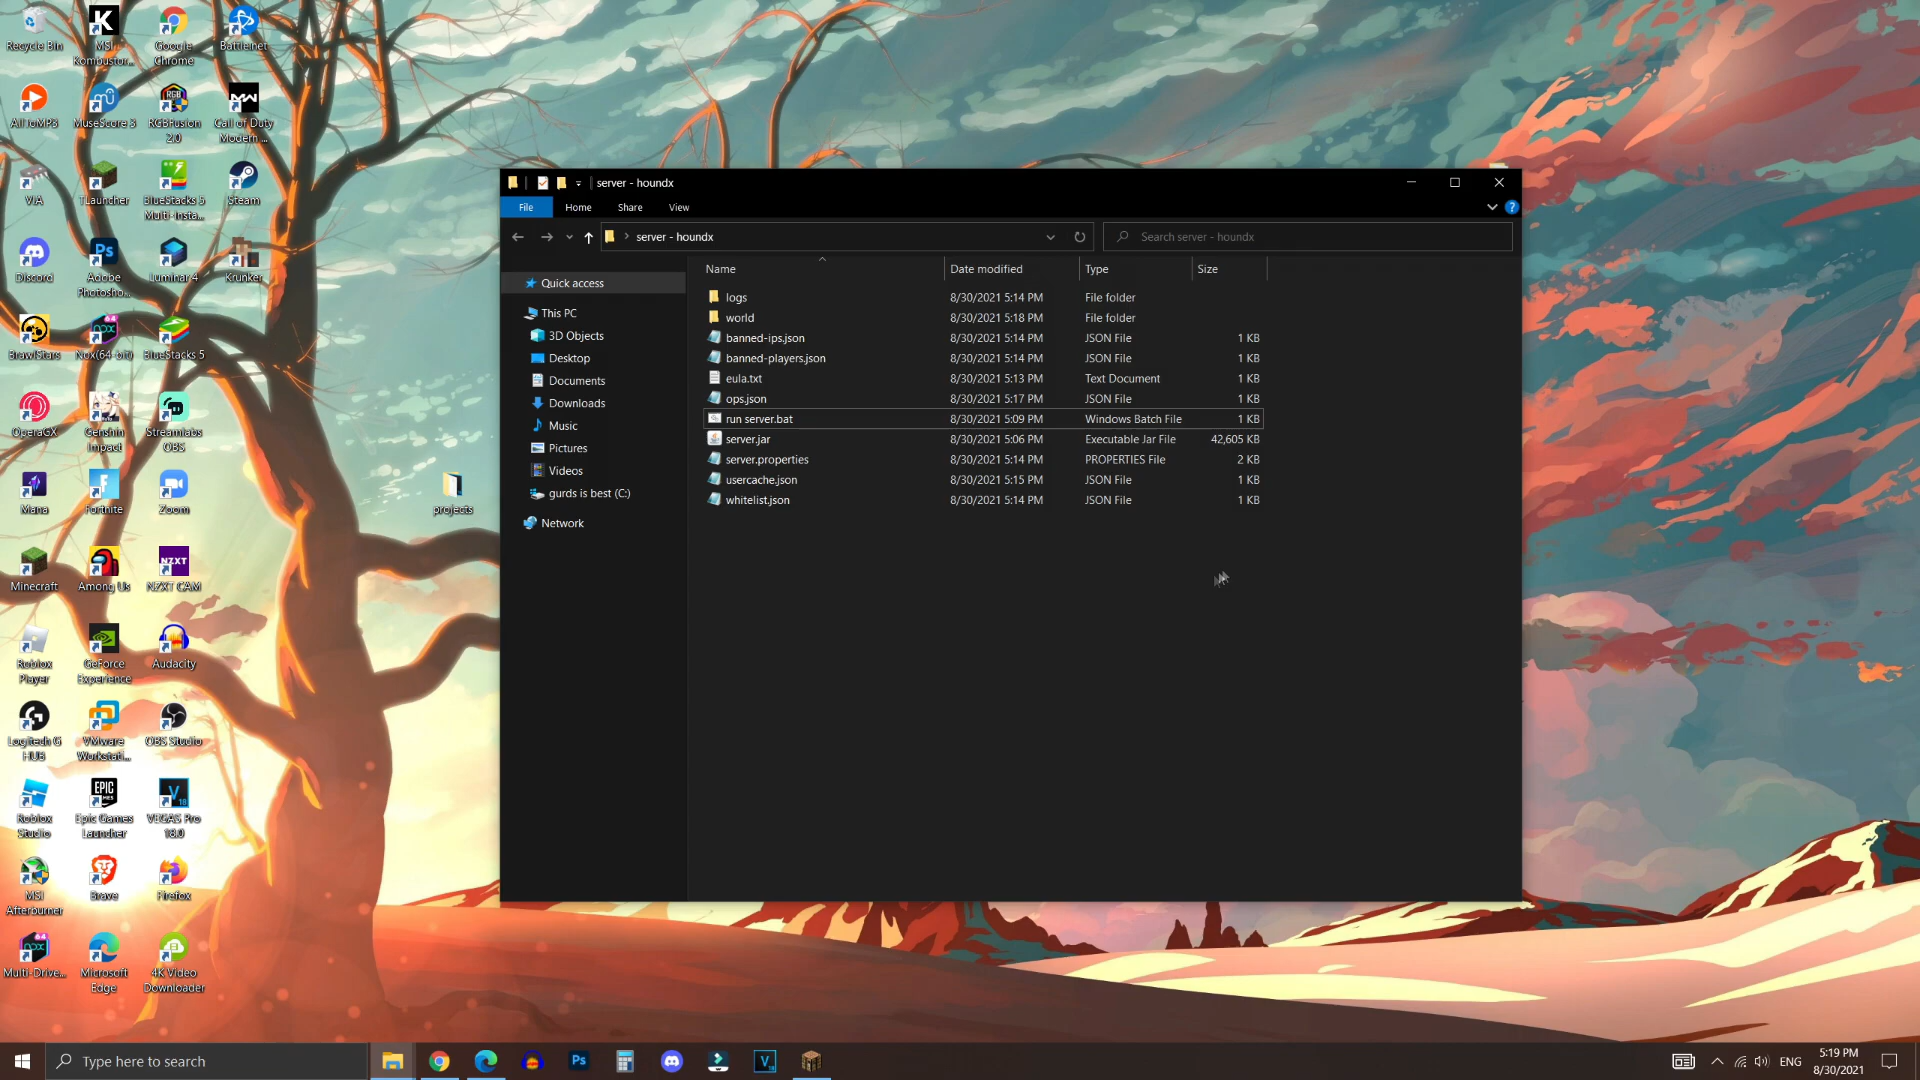 Recycle Bin
MSI
Kombustor...
Google
Chrome
Battle.net
AllToMP3
MuseScore 3
RGBFusion
2.0
Call of Duty
Modern ...
VIA
TLauncher
BlueStacks 5
Multi-Insta...
Steam
Discord
Adobe
Photosho...
Luminar 4
Krunker
BrawlStars
Nox(64-bit)
BlueStacks 5
OperaGX
Genshin
Impact
Streamlabs
OBS
Mana
Fortnite
Zoom
projects
Minecraft
Among Us
NZXT CAM
Roblox
Player
GeForce
Experience
Audacity
Logitech G
HUB
VMware
Workstati...
OBS Studio
Roblox
Studio
Epic Games
Launcher
VEGAS Pro
18.0
MSI
Afterburner
Brave
Firefox
Multi-Drive...
Microsoft
Edge
4K Video
Downloader
server - houndx
File Home Share View
server - houndx
Search server - houndx
Name Date modified Type Size
Quick access
This PC
3D Objects
Desktop
Documents
Downloads
Music
Pictures
Videos
gurds is best (C:)
Network
logs 8/30/2021 5:14 PM File folder
world 8/30/2021 5:18 PM File folder
banned-ips.json 8/30/2021 5:14 PM JSON File 1 KB
banned-players.json 8/30/2021 5:14 PM JSON File 1 KB
eula.txt 8/30/2021 5:13 PM Text Document 1 KB
ops.json 8/30/2021 5:17 PM JSON File 1 KB
run server.bat 8/30/2021 5:09 PM Windows Batch File 1 KB
server.jar 8/30/2021 5:06 PM Executable Jar File 42,605 KB
server.properties 8/30/2021 5:14 PM PROPERTIES File 2 KB
usercache.json 8/30/2021 5:15 PM JSON File 1 KB
whitelist.json 8/30/2021 5:14 PM JSON File 1 KB
Type here to search
ENG
5:19 PM
8/30/2021